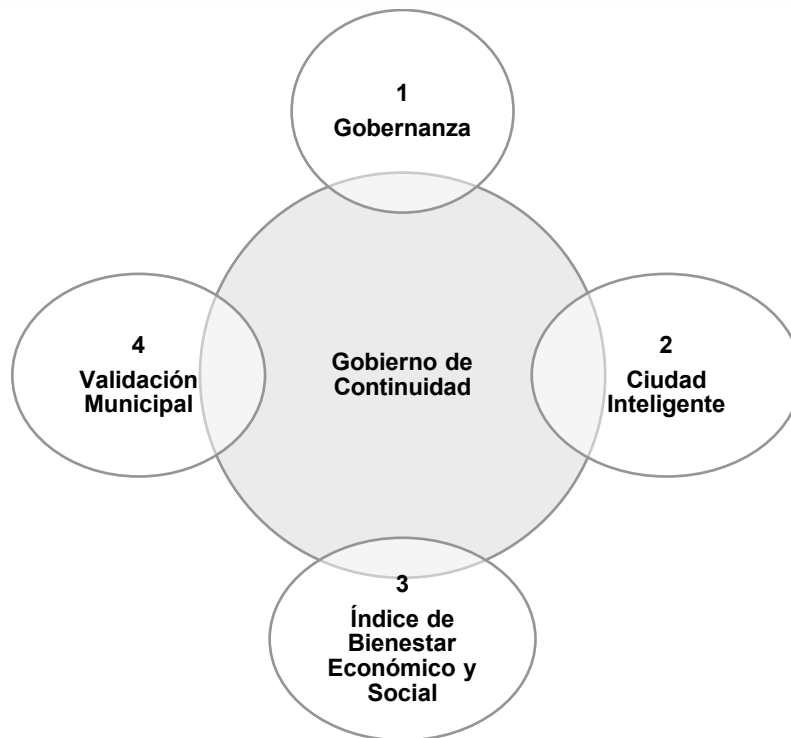 1
Gobernanza
4
Validación
Municipal
Gobierno de
Continuidad
2
Ciudad
Inteligente
3
Índice de
Bienestar
Económico y
Social